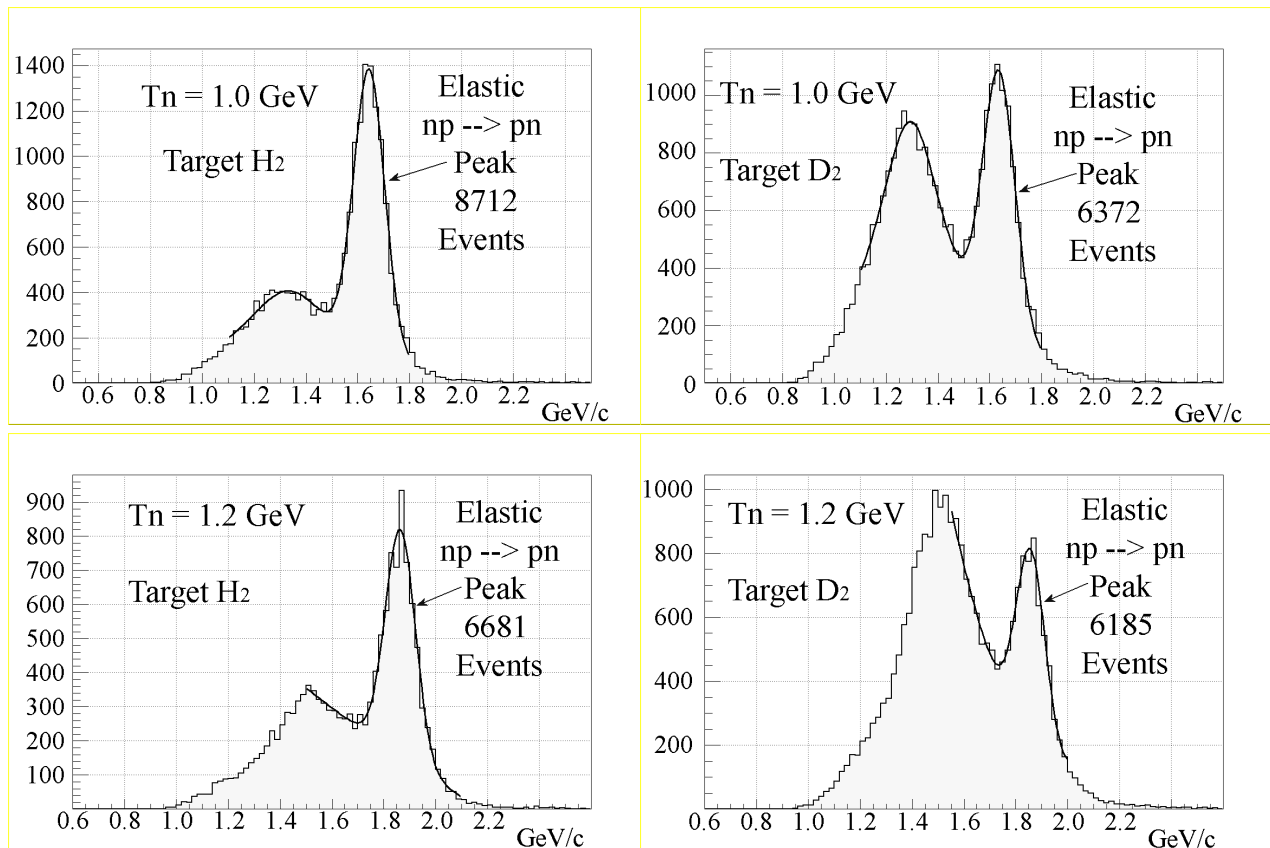 1400
1200
1000
800
600
400
200
0
Tn = 1.0 GeV
Target H2
Elastic
np --> pn
Peak
8712
Events
0.6 0.8 1.0 1.2 1.4 1.6 1.8 2.0 2.2
GeV/c
1000
800
600
400
200
0
Tn = 1.0 GeV
Target D2
Elastic
np --> pn
Peak
6372
Events
0.6 0.8 1.0 1.2 1.4 1.6 1.8 2.0 2.2
GeV/c
900
800
700
600
500
400
300
200
100
Tn = 1.2 GeV
Target H2
Elastic
np --> pn
Peak
6681
Events
0.6 0.8 1.0 1.2 1.4 1.6 1.8 2.0 2.2
GeV/c
1000
800
600
400
200
Tn = 1.2 GeV
Target D2
Elastic
np --> pn
Peak
6185
Events
0.6 0.8 1.0 1.2 1.4 1.6 1.8 2.0 2.2
GeV/c